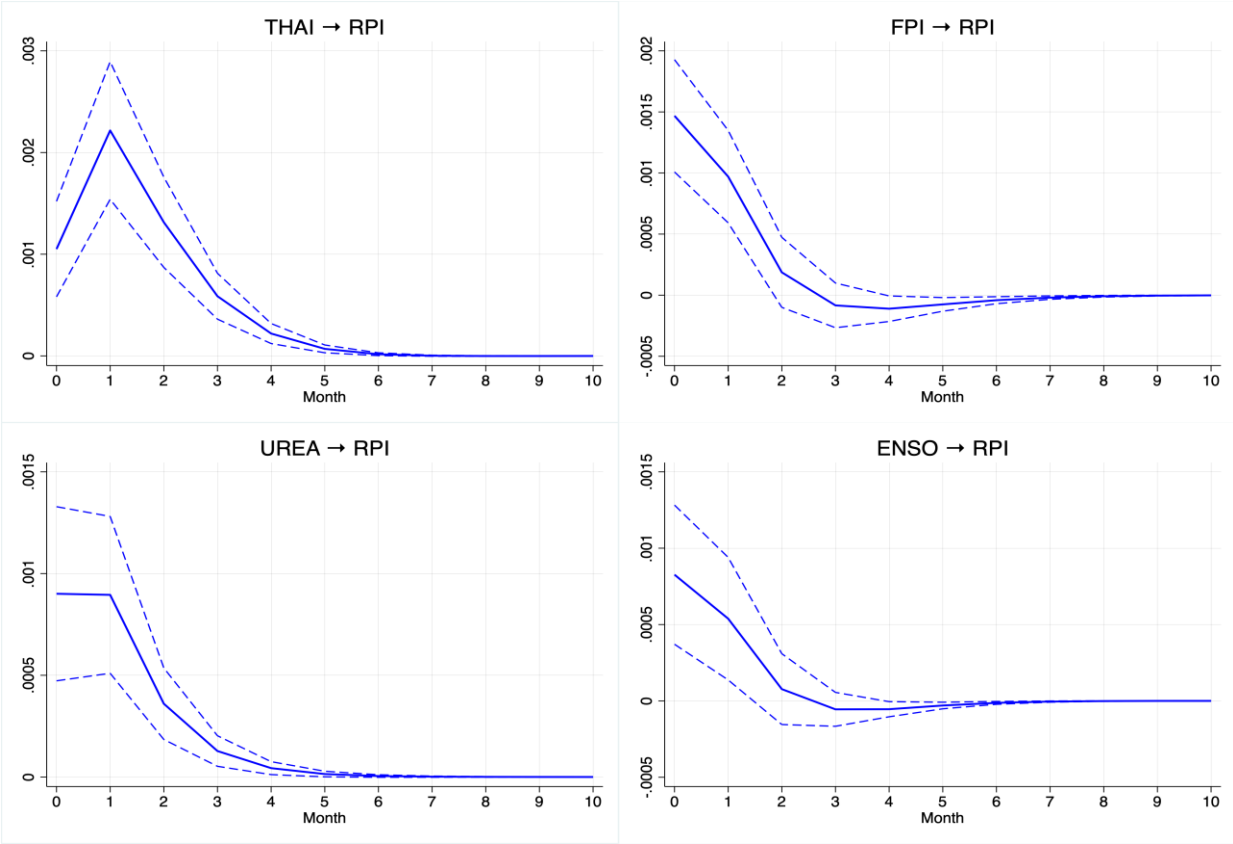 THAI → RPI
.003
.002
.001
0
0 1 2 3 4 5 6 7 8 9 10
Month
FPI → RPI
.002
.0015
.001
.0005
0
-.0005
0 1 2 3 4 5 6 7 8 9 10
Month
UREA → RPI
.0015
.001
.0005
0
0 1 2 3 4 5 6 7 8 9 10
Month
ENSO → RPI
.0015
.001
.0005
0
-.0005
0 1 2 3 4 5 6 7 8 9 10
Month